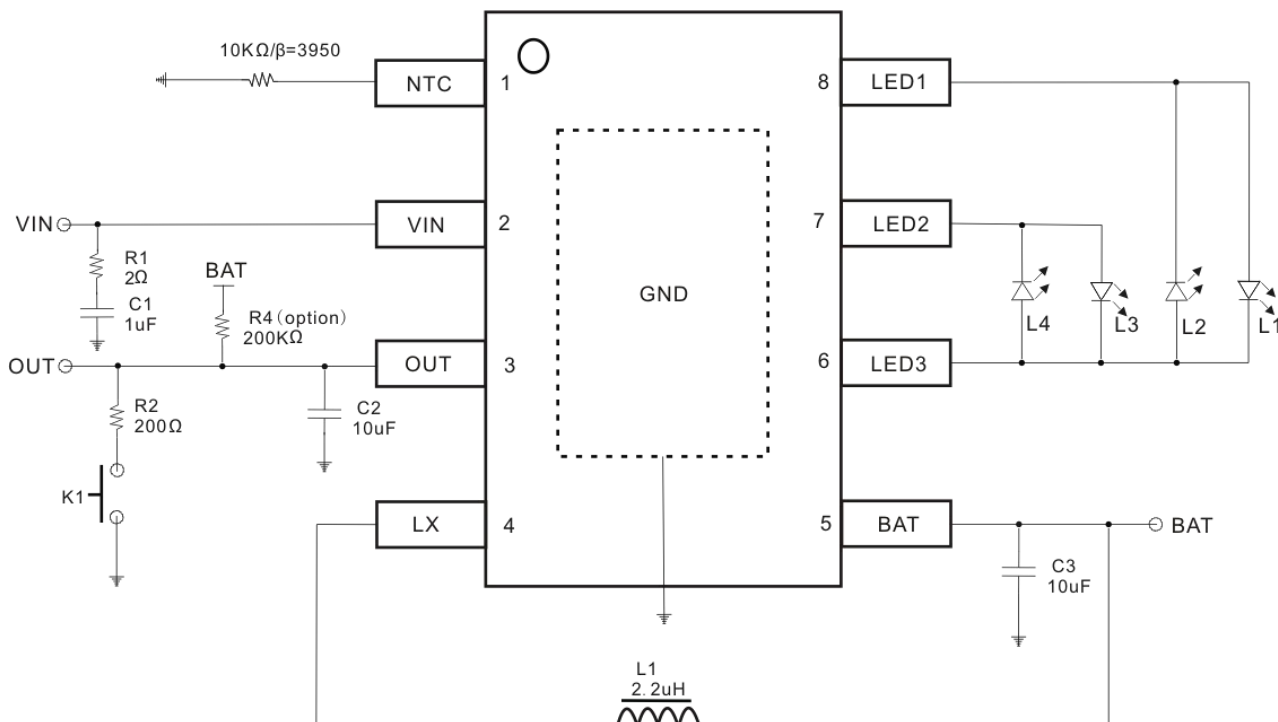 10KΩ/β=3950
NTC
1
8
LED1
VIN
VIN
2
7
LED2
R1
2Ω
C1
1uF
BAT
R4（option）
200KΩ
GND
L4
L3
L2
L1
OUT
OUT
3
6
LED3
R2
200Ω
C2
10uF
K1
LX
4
5
BAT
BAT
C3
10uF
L1
2.2uH